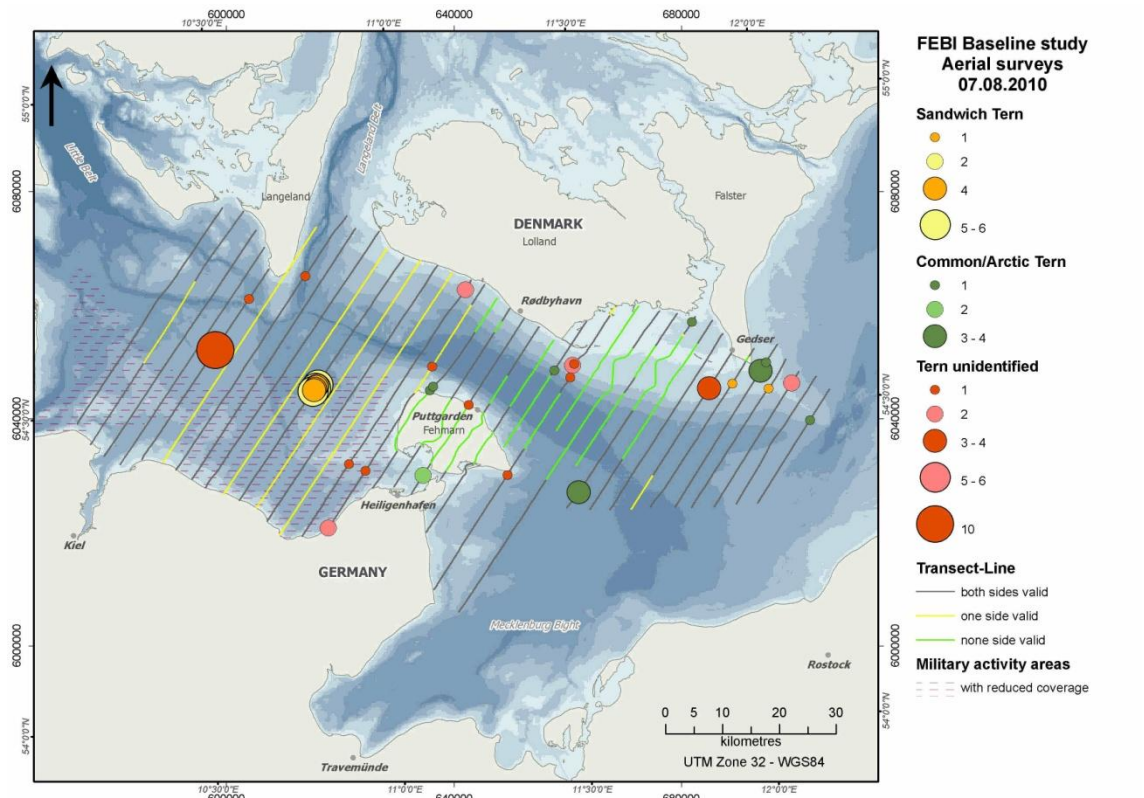 600000
640000
680000
10°30'0"E
11°0'0"E
11°30'0"E
12°0'0"E
55°0'0"N
55°0'0"N
6080000
6080000
Little Belt
Langeland Belt
Langeland
DENMARK
Lolland
Falster
Rødbyhavn
Gedser
54°30'0"N
54°30'0"N
6040000
6040000
Puttgarden
Fehmarn
Heiligenhafen
Kiel
GERMANY
Mecklenburg Bight
6000000
6000000
Rostock
54°0'0"N
54°0'0"N
Travemünde
0 5 10 20 30
kilometres
UTM Zone 32 - WGS84
10°30'0"E
11°0'0"E
11°30'0"E
12°0'0"E
600000
640000
680000
FEBI Baseline study
Aerial surveys
07.08.2010
Sandwich Tern
1
2
4
5 - 6
Common/Arctic Tern
1
2
3 - 4
Tern unidentified
1
2
3 - 4
5 - 6
10
Transect-Line
both sides valid
one side valid
none side valid
Military activity areas
with reduced coverage